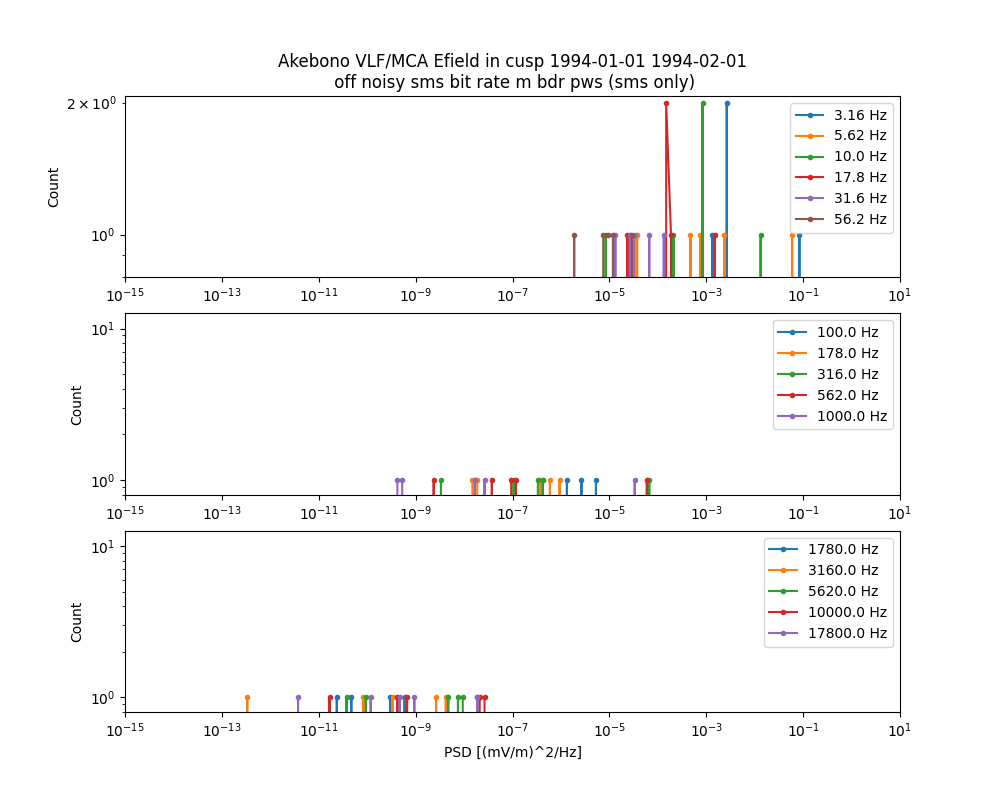 Akebono VLF/MCA Efield in cusp 1994-01-01 1994-02-01
off noisy sms bit rate m bdr pws (sms only)
2 × 10⁰
10⁰
Count
3.16 Hz
5.62 Hz
10.0 Hz
17.8 Hz
31.6 Hz
56.2 Hz
10⁻¹⁵ 10⁻¹³ 10⁻¹¹ 10⁻⁹ 10⁻⁷ 10⁻⁵ 10⁻³ 10⁻¹ 10¹
10¹
10⁰
Count
100.0 Hz
178.0 Hz
316.0 Hz
562.0 Hz
1000.0 Hz
10⁻¹⁵ 10⁻¹³ 10⁻¹¹ 10⁻⁹ 10⁻⁷ 10⁻⁵ 10⁻³ 10⁻¹ 10¹
10¹
10⁰
Count
1780.0 Hz
3160.0 Hz
5620.0 Hz
10000.0 Hz
17800.0 Hz
10⁻¹⁵ 10⁻¹³ 10⁻¹¹ 10⁻⁹ 10⁻⁷ 10⁻⁵ 10⁻³ 10⁻¹ 10¹
PSD [(mV/m)^2/Hz]